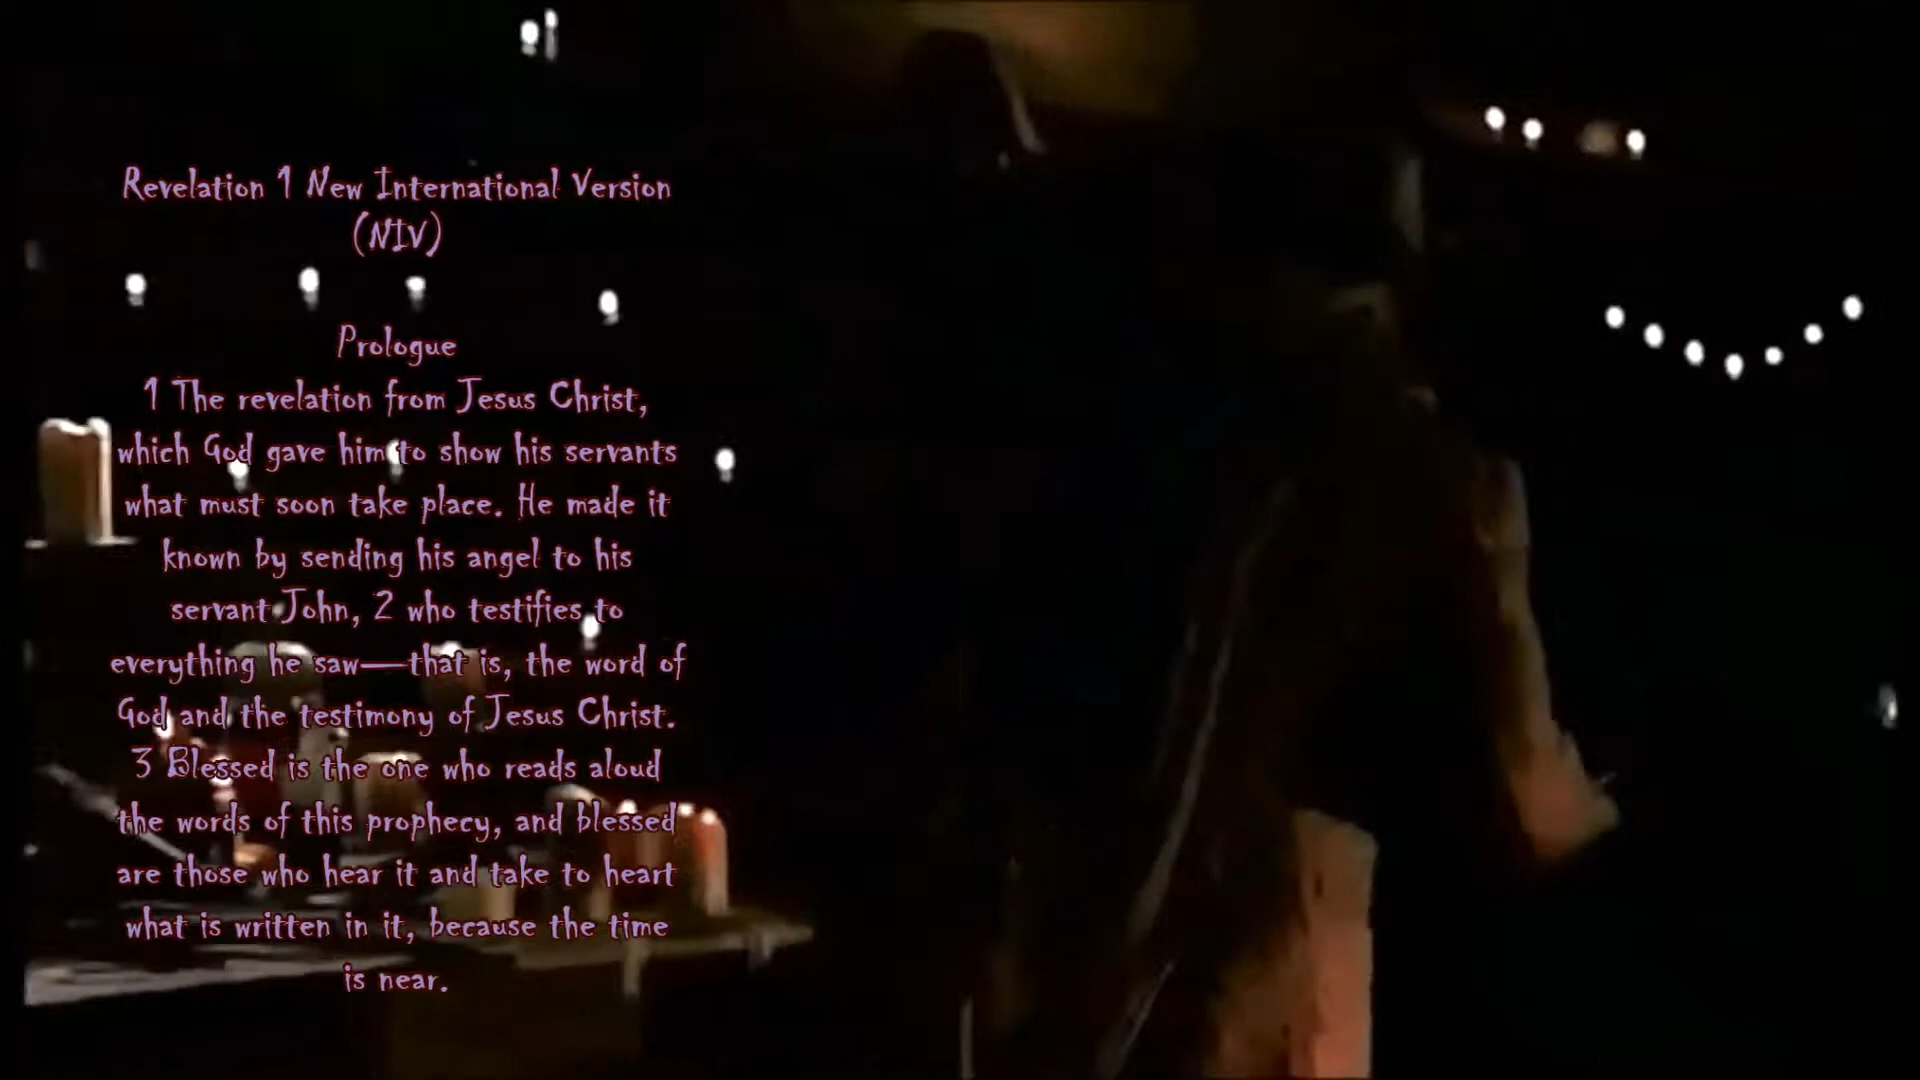 Revelation 1 New International Version
(NIV)
Prologue
1 The revelation from Jesus Christ,
which God gave him to show his servants
what must soon take place. He made it
known by sending his angel to his
servant John, 2 who testifies to
everything he saw—that is, the word of
God and the testimony of Jesus Christ.
3 Blessed is the one who reads aloud
the words of this prophecy, and blessed
are those who hear it and take to heart
what is written in it, because the time
is near.